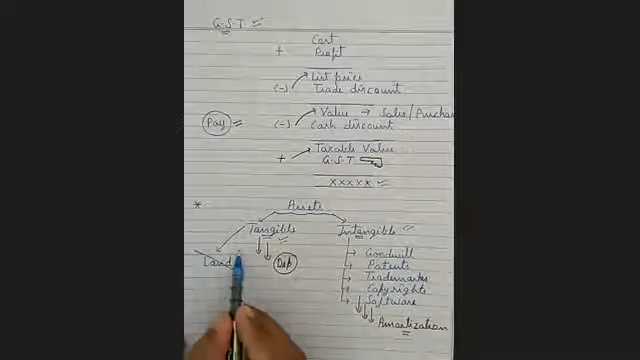 G.S.T
Cost
+ Profit
List price
(-) Trade discount
Value → Sales/Purchas
Pay
(-) Cash discount
Taxable Value
+ G.S.T
xxxxx
* Assets
Tangible
Intangible
Land
Dep
Goodwill
Patents
Trademarks
Copyrights
Software
Amortization